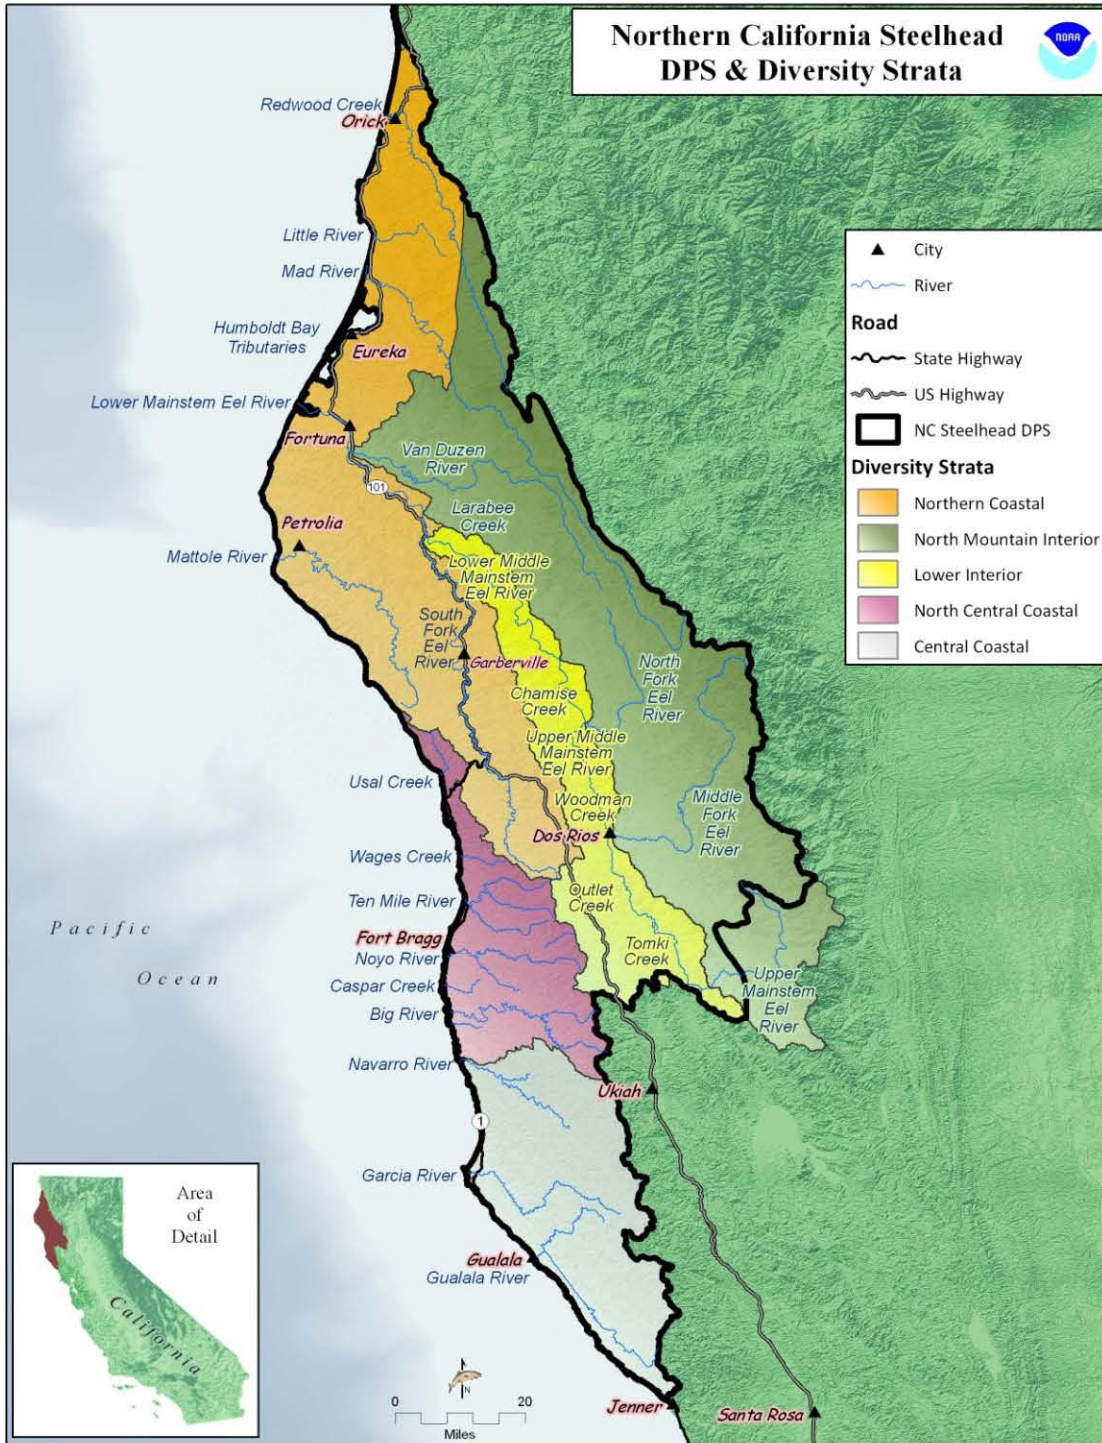 Northern California Steelhead
DPS & Diversity Strata
NOAA
Redwood Creek
Orick
Little River
Mad River
Humboldt Bay
Tributaries
Eureka
Lower Mainstem Eel River
Fortuna
Van Duzen
River
101
Larabee
Creek
Petrolia
Mattole River
Lower Middle
Mainstem
Eel River
South
Fork
Eel
River
Garberville
North
Fork
Eel
River
Chamise
Creek
Upper Middle
Mainstem
Eel River
Usal Creek
Woodman
Creek
Middle
Fork
Eel
River
Dos Rios
Wages Creek
Outlet
Creek
Ten Mile River
Fort Bragg
Noyo River
Tomki
Creek
Caspar Creek
Upper
Mainstem
Eel
River
Big River
Navarro River
Ukiah
1
Garcia River
Gualala
Gualala River
Jenner
Santa Rosa
Pacific
Ocean
City
River
Road
State Highway
US Highway
NC Steelhead DPS
Diversity Strata
Northern Coastal
North Mountain Interior
Lower Interior
North Central Coastal
Central Coastal
Area
of
Detail
California
N
0 20
Miles